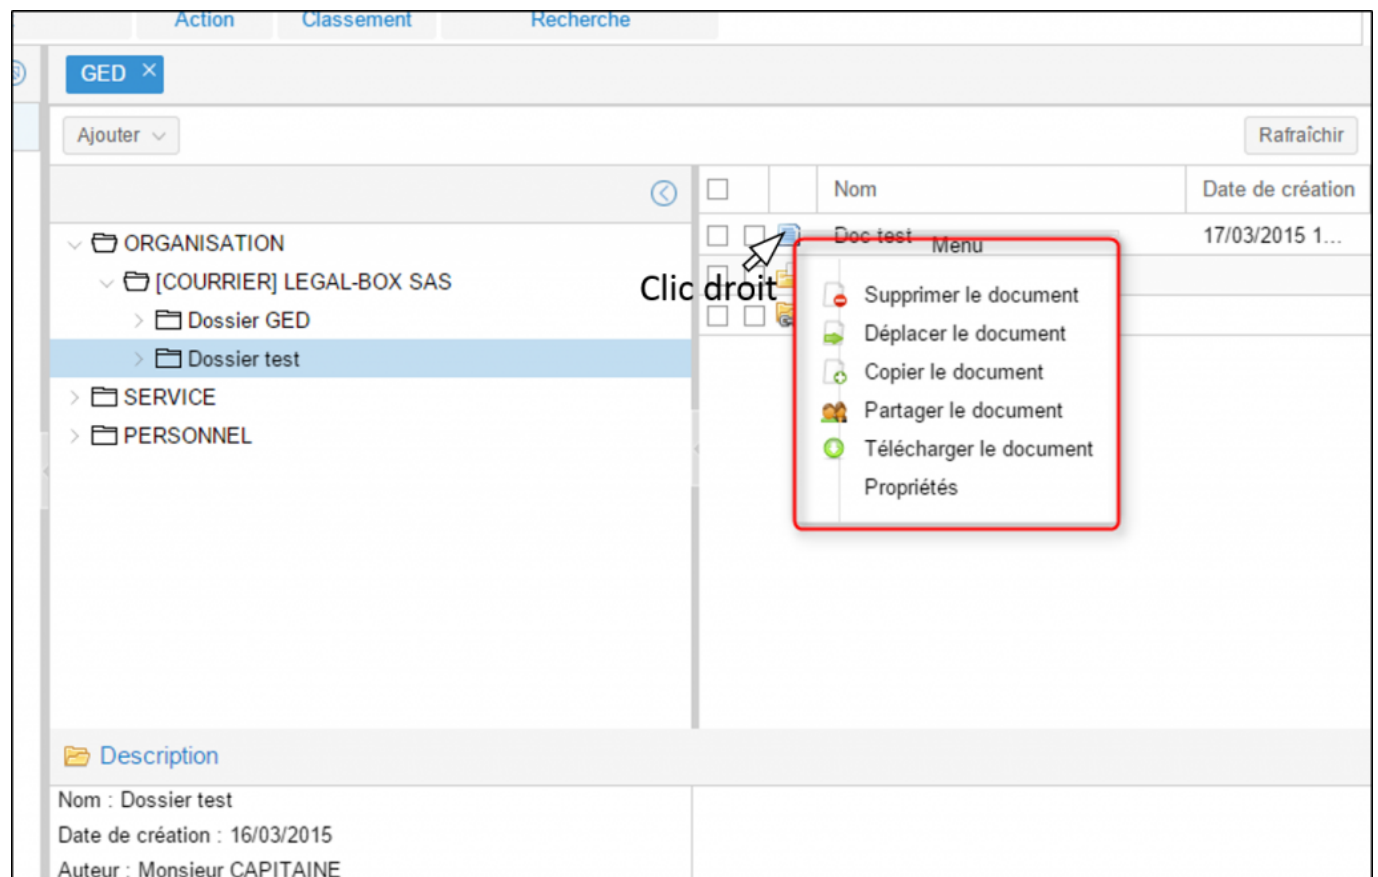 Action Classement Recherche
GED ×
Ajouter Rafraîchir
Nom Date de création
ORGANISATION
[COURRIER] LEGAL-BOX SAS
Dossier GED
Dossier test
SERVICE
PERSONNEL
Doc test 17/03/2015 1...
Clic droit
Menu
Supprimer le document
Déplacer le document
Copier le document
Partager le document
Télécharger le document
Propriétés
Description
Nom : Dossier test
Date de création : 16/03/2015
Auteur : Monsieur CAPITAINE